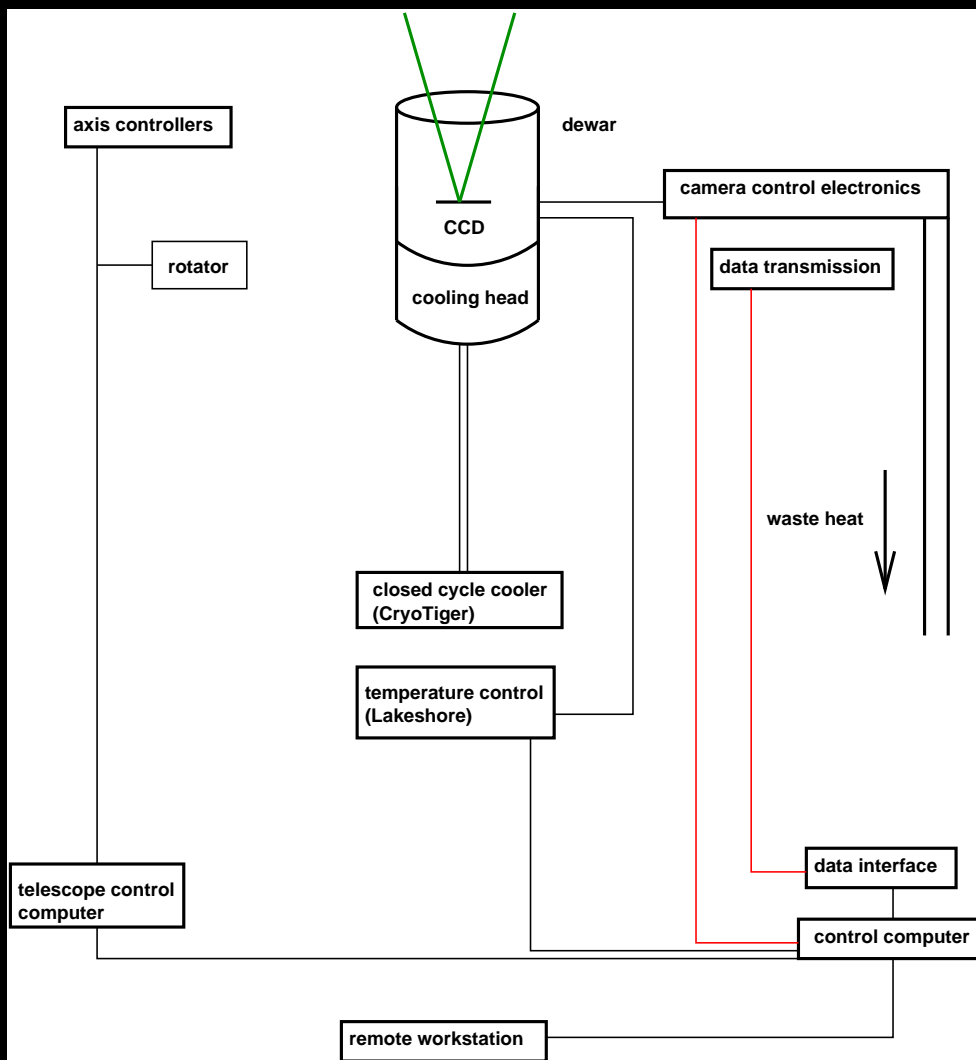 axis controllers
dewar
camera control electronics
CCD
rotator
data transmission
cooling head
waste heat
closed cycle cooler
(CryoTiger)
temperature control
(Lakeshore)
data interface
telescope control
computer
control computer
remote workstation